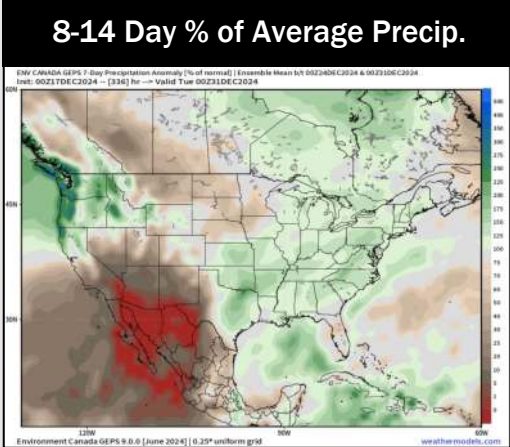 8-14 Day % of Average Precip.
ENV CANADA GEPS 7-Day Precipitation Anomaly [% of normal] | Ensemble Mean b/t 00Z24DEC2024 & 00Z31DEC2024
Init: 00Z17DEC2024 -- [336] hr --> Valid Tue 00Z31DEC2024
40N
30N
120W
90W
60W
Environment Canada GEPS 9.0.0 [June 2024] | 0.25° uniform grid
weathermodels.com